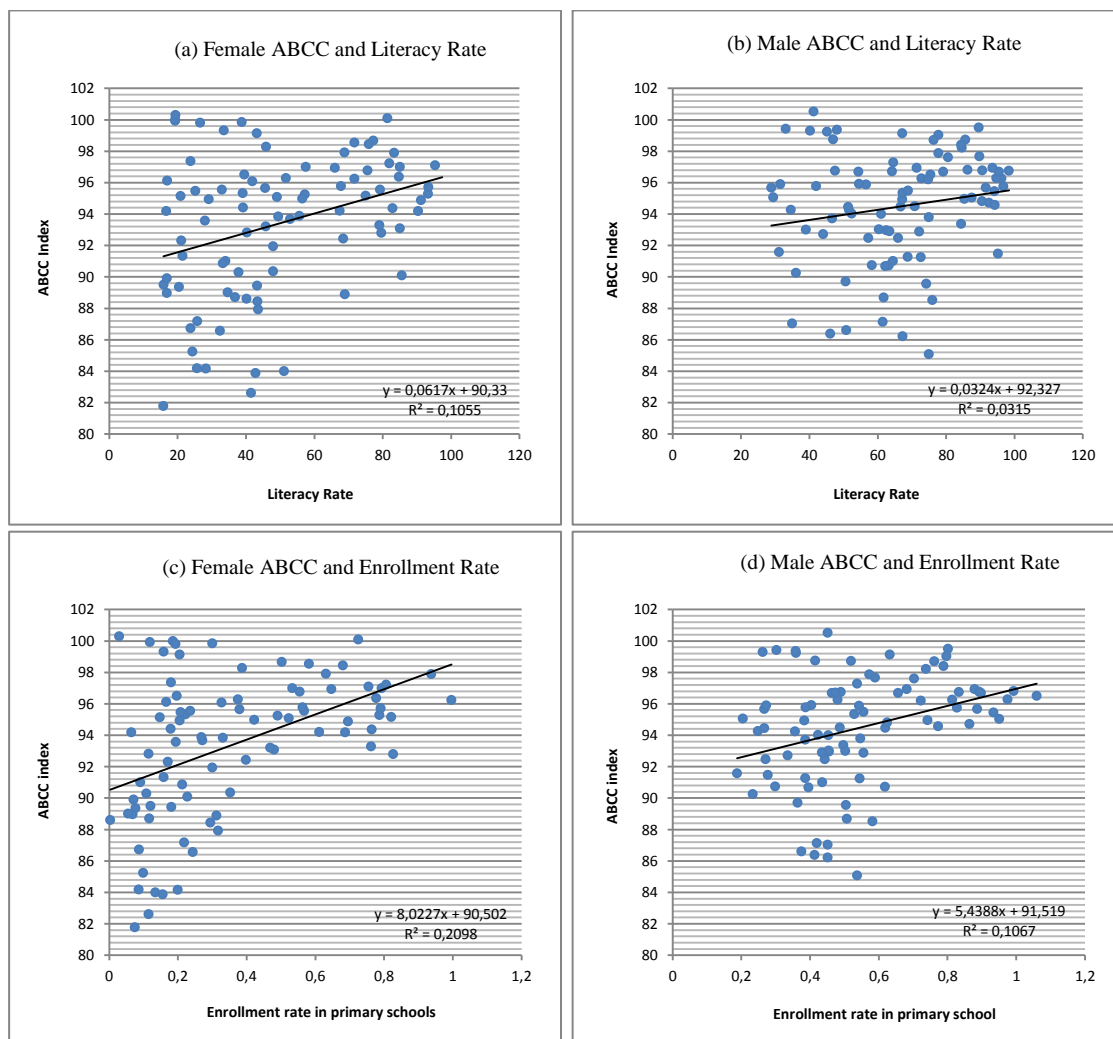 (a) Female ABCC and Literacy Rate
102
100
98
96
94
92
90
88
86
84
82
80
ABCC Index
0 20 40 60 80 100 120
Literacy Rate
y = 0,0617x + 90,33
R² = 0,1055
(b) Male ABCC and Literacy Rate
102
100
98
96
94
92
90
88
86
84
82
80
ABCC Index
0 20 40 60 80 100 120
Literacy Rate
y = 0,0324x + 92,327
R² = 0,0315
(c) Female ABCC and Enrollment Rate
102
100
98
96
94
92
90
88
86
84
82
80
ABCC index
0 0,2 0,4 0,6 0,8 1 1,2
Enrollment rate in primary schools
y = 8,0227x + 90,502
R² = 0,2098
(d) Male ABCC and Enrollment Rate
102
100
98
96
94
92
90
88
86
84
82
80
ABCC index
0 0,2 0,4 0,6 0,8 1 1,2
Enrollment rate in primary school
y = 5,4388x + 91,519
R² = 0,1067